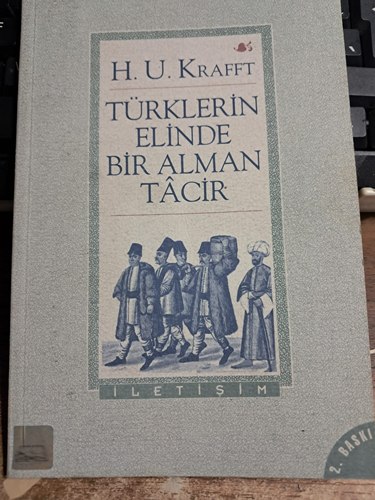 H. U. KRAFFT
TÜRKLERİN
ELİNDE
BİR ALMAN
TÂCİR
İLETİŞİM
2. BASKI